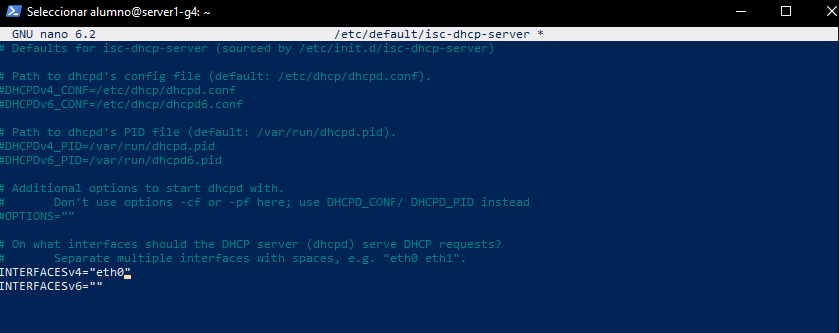 Seleccionar alumno@server1-g4: ~
GNU nano 6.2 /etc/default/isc-dhcp-server *
# Defaults for isc-dhcp-server (sourced by /etc/init.d/isc-dhcp-server)
# Path to dhcpd's config file (default: /etc/dhcp/dhcpd.conf).
#DHCPDv4_CONF=/etc/dhcp/dhcpd.conf
#DHCPDv6_CONF=/etc/dhcp/dhcpd6.conf
# Path to dhcpd's PID file (default: /var/run/dhcpd.pid).
#DHCPDv4_PID=/var/run/dhcpd.pid
#DHCPDv6_PID=/var/run/dhcpd6.pid
# Additional options to start dhcpd with.
# Don't use options -cf or -pf here; use DHCPD_CONF/ DHCPD_PID instead
#OPTIONS=""
# On what interfaces should the DHCP server (dhcpd) serve DHCP requests?
# Separate multiple interfaces with spaces, e.g. "eth0 eth1".
INTERFACESv4="eth0"
INTERFACESv6=""